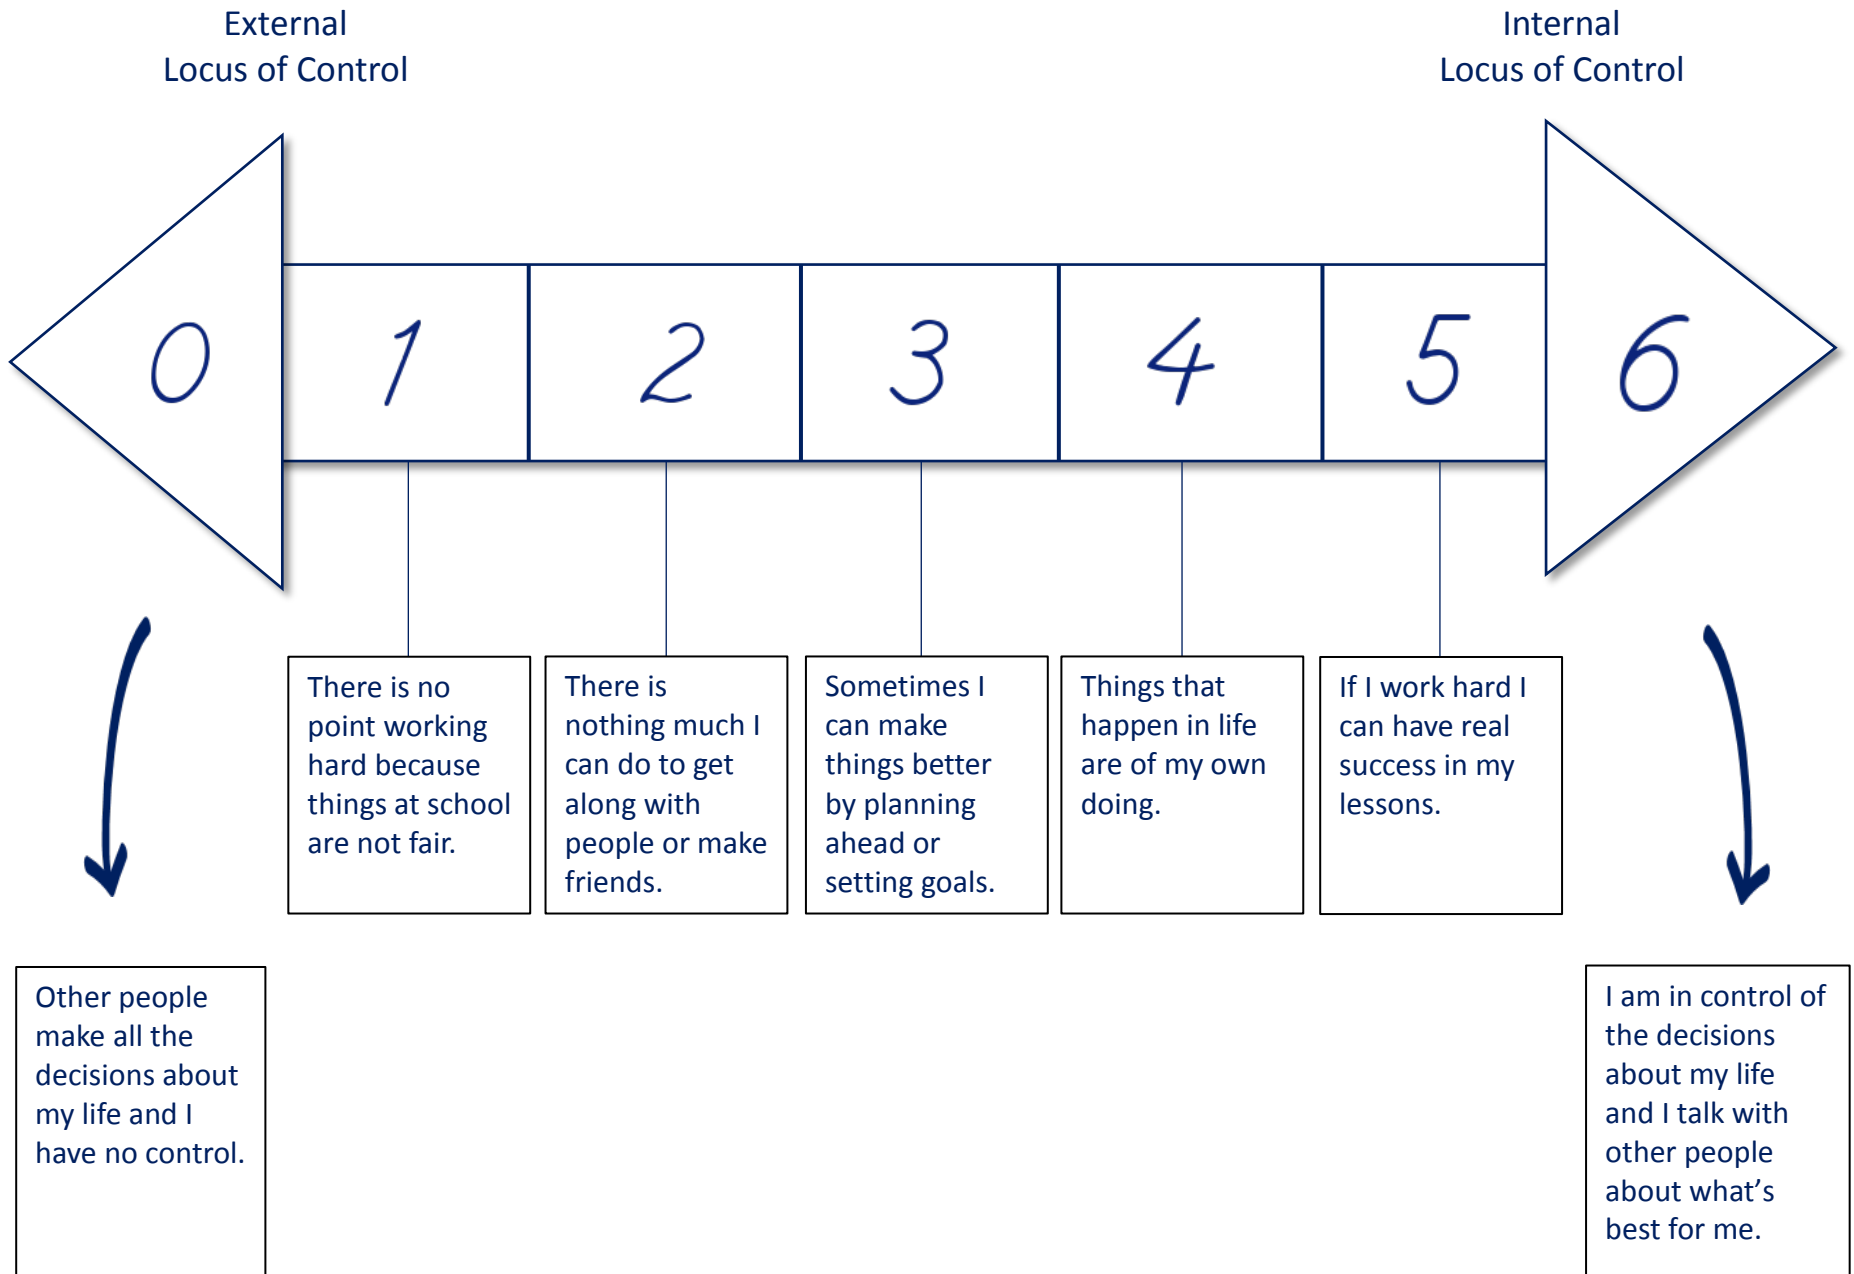 External
Locus of Control
Internal
Locus of Control
0 1 2 3 4 5 6
There is no
point working
hard because
things at school
are not fair.
There is
nothing much I
can do to get
along with
people or make
friends.
Sometimes I
can make
things better
by planning
ahead or
setting goals.
Things that
happen in life
are of my own
doing.
If I work hard I
can have real
success in my
lessons.
Other people
make all the
decisions about
my life and I
have no control.
I am in control of
the decisions
about my life
and I talk with
other people
about what’s
best for me.